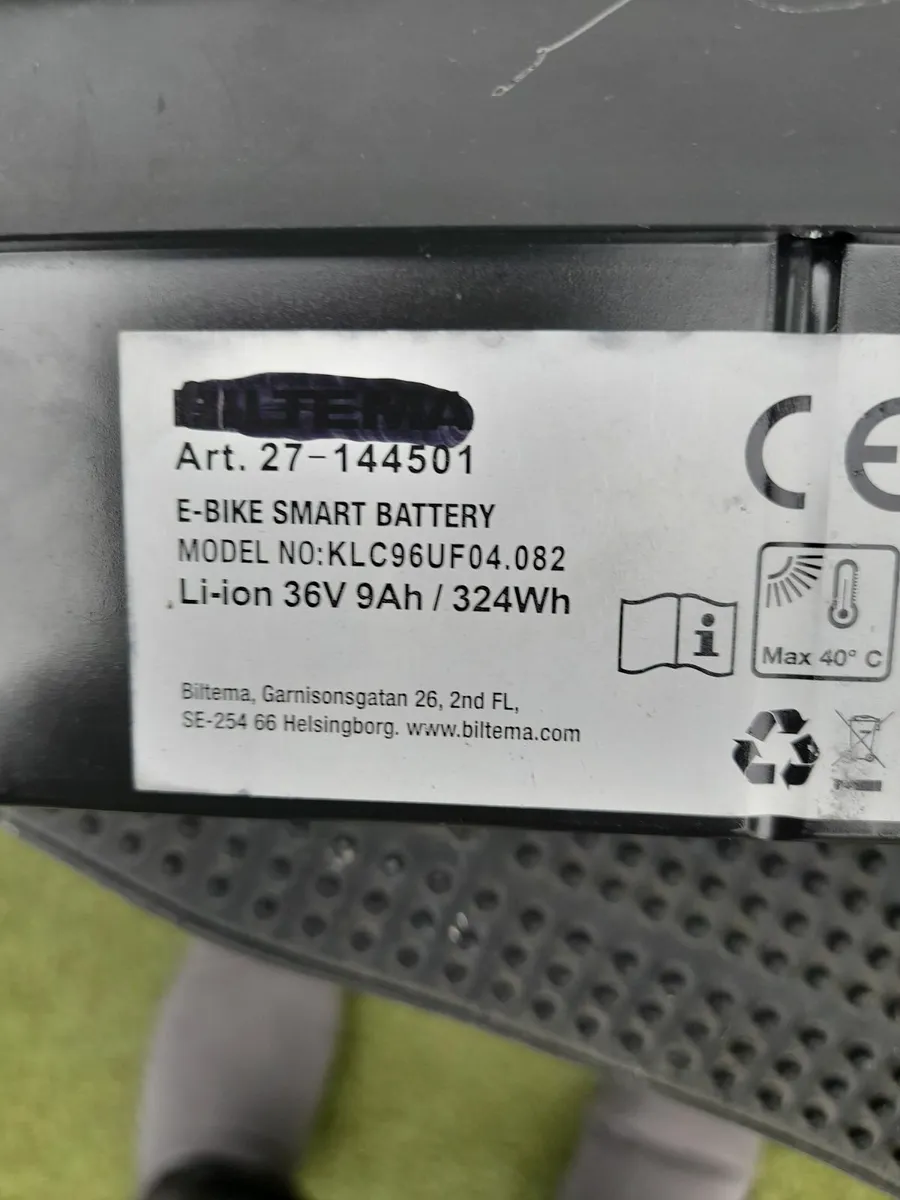 BILTEMA
Art. 27-144501
E-BIKE SMART BATTERY
MODEL NO:KLC96UF04.082
Li-ion 36V 9Ah / 324Wh
Biltema, Garnisonsgatan 26, 2nd FL,
SE-254 66 Helsingborg. www.biltema.com
CE
i
Max 40° C